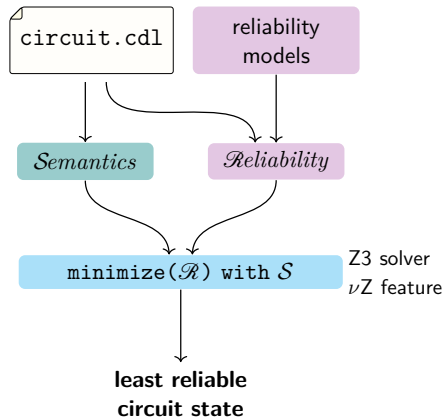 circuit.cdl
reliability
models
𝒮emantics
ℛeliability
minimize(ℛ) with 𝒮
Z3 solver
νZ feature
least reliable
circuit state